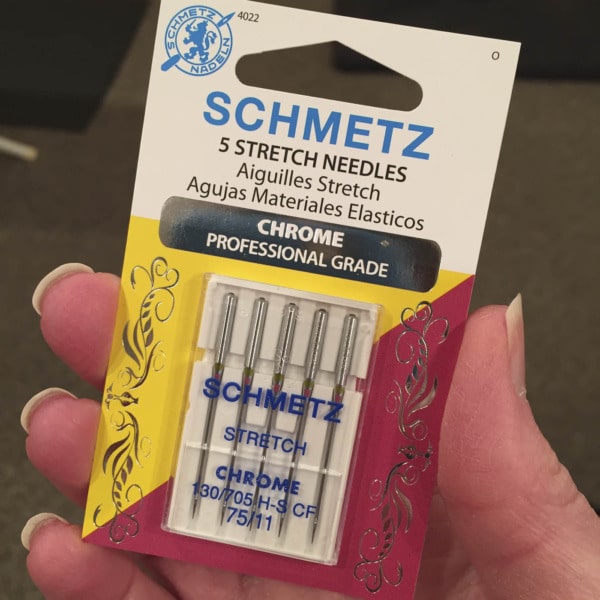 SCHMETZ
NADELN
4022
O
SCHMETZ
5 STRETCH NEEDLES
Aiguilles Stretch
Agujas Materiales Elasticos
CHROME
PROFESSIONAL GRADE
SCHMETZ
STRETCH
CHROME
130/705 H-S CF
75/11